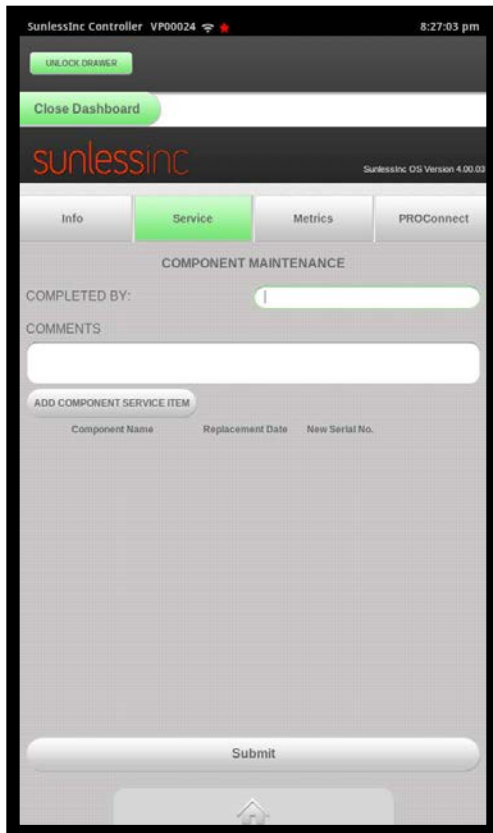 SunlessInc Controller VP00024 8:27:03 pm
UNLOCK DRAWER
Close Dashboard
sunlessinc
SunlessInc OS Version 4.00.03
Info Service Metrics PROConnect
COMPONENT MAINTENANCE
COMPLETED BY:
COMMENTS
ADD COMPONENT SERVICE ITEM
Component Name Replacement Date New Serial No.
Submit